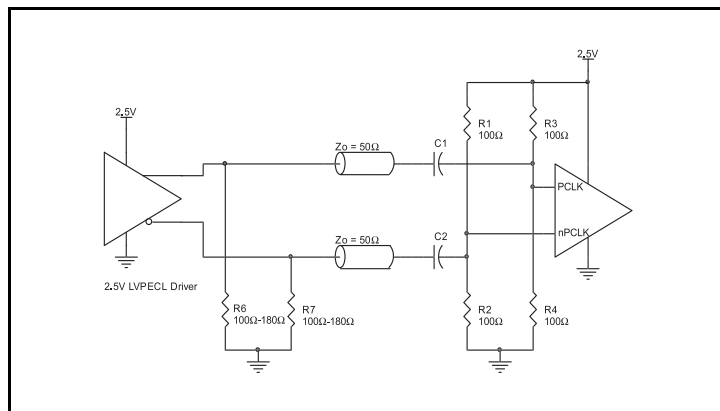 2.5V
2.5V
R1
100Ω
R3
100Ω
Zo = 50Ω
C1
PCLK
nPCLK
Zo = 50Ω
C2
2.5V LVPECL Driver
R6
100Ω-180Ω
R7
100Ω-180Ω
R2
100Ω
R4
100Ω